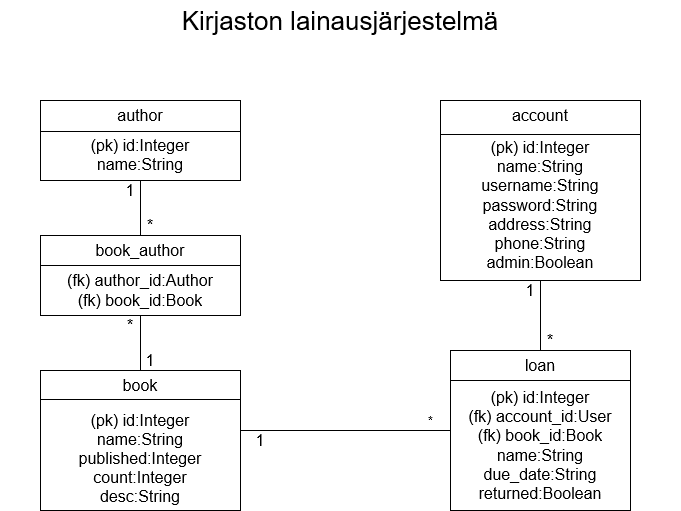 Kirjaston lainausjärjestelmä
author
(pk) id:Integer
name:String
1
*
book_author
(fk) author_id:Author
(fk) book_id:Book
*
1
book
(pk) id:Integer
name:String
published:Integer
count:Integer
desc:String
1
*
account
(pk) id:Integer
name:String
username:String
password:String
address:String
phone:String
admin:Boolean
1
*
loan
(pk) id:Integer
(fk) account_id:User
(fk) book_id:Book
name:String
due_date:String
returned:Boolean